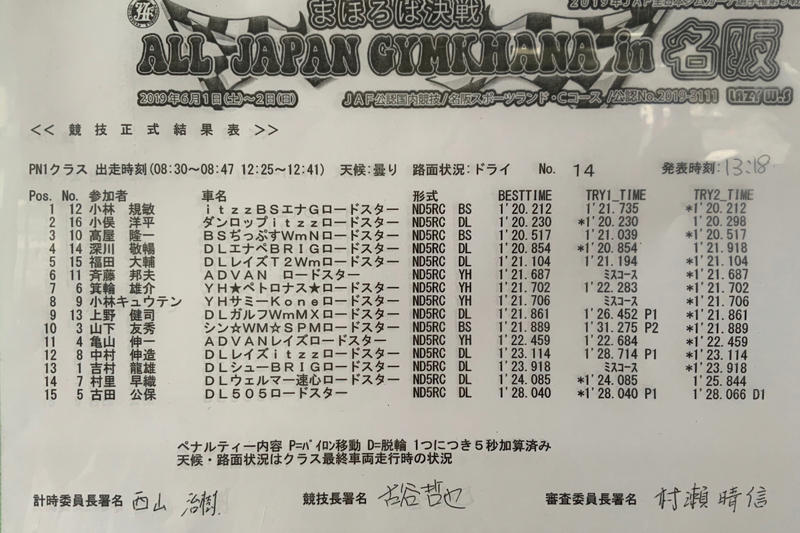 まほろば決戦
ALL JAPAN GYMKHANA in 名阪
2019年6月1日(土)~2日(日) JAF公認国内競技/名阪スポーツランド・Cコース/公認No.2019-3111 LAZY W.S
<< 競技正式結果表 >>
PN1クラス 出走時刻(08:30~08:47 12:25~12:41) 天候:曇り 路面状況:ドライ No. 14 発表時刻:13:18
Pos. No. 参加者 車名 形式 BESTTIME TRY1_TIME TRY2_TIME
1 12 小林 規敏 itzzBSエナGロードスター ND5RC BS 1'20.212 1'21.735 *1'20.212
2 16 小俣 洋平 ダンロップitzzロードスター ND5RC DL 1'20.230 *1'20.230 1'20.298
3 10 髙屋 隆一 BSぢっぷすWmNロードスター ND5RC BS 1'20.517 1'21.039 *1'20.517
4 14 深川 敬暢 DLエナペBRIGロードスター ND5RC DL 1'20.854 *1'20.854 1'21.918
5 15 福田 大輔 DLレイズT2Wmロードスター ND5RC DL 1'21.104 1'21.194 *1'21.104
6 11 斉藤 邦夫 ADVAN ロードスター ND5RC YH 1'21.687 ミスコース *1'21.687
7 6 箕輪 雄介 YH★ペトロナス★ロードスター ND5RC YH 1'21.702 1'22.283 *1'21.702
8 9 小林キュウテン YHサミーKoneロードスター ND5RC YH 1'21.706 ミスコース *1'21.706
9 13 上野 健司 DLガルフWmMXロードスター ND5RC DL 1'21.861 1'26.452 P1 *1'21.861
10 3 山下 友秀 シン☆WM☆SPMロードスター ND5RC BS 1'21.889 1'31.275 P2 *1'21.889
11 4 亀山 伸一 ADVANレイズロードスター ND5RC YH 1'22.459 1'22.684 *1'22.459
12 8 中村 伸造 DLレイズitzzロードスター ND5RC DL 1'23.114 1'28.714 P1 *1'23.114
13 1 吉村 龍雄 DLシューBRIGロードスター ND5RC DL 1'23.918 ミスコース *1'23.918
14 7 村里 早織 DLウェルマー速心ロードスター ND5RC DL 1'24.085 *1'24.085 1'25.844
15 5 古田 公保 DL505ロードスター ND5RC DL 1'28.040 *1'28.040 P1 1'28.066 D1
ペナルティー内容 P=パイロン移動 D=脱輪 1つにつき5秒加算済み
天候・路面状況はクラス最終車両走行時の状況
計時委員長署名 西山 治樹 競技長署名 古谷哲也 審査委員長署名 村瀬晴信